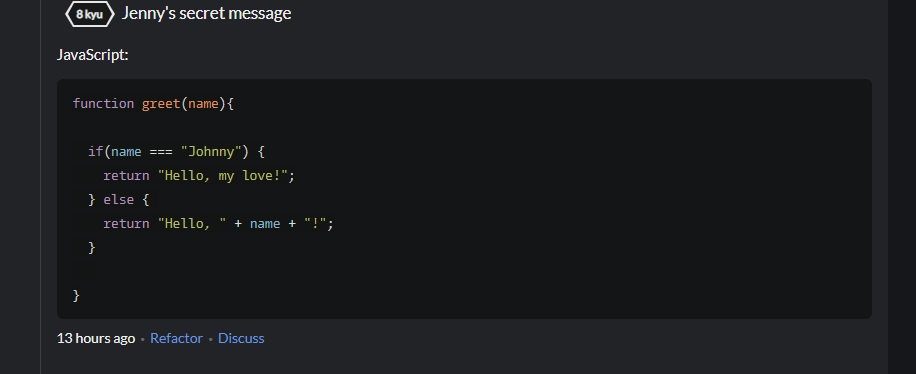 8 kyu Jenny's secret message
JavaScript:
function greet(name){
if(name === "Johnny") {
return "Hello, my love!";
} else {
return "Hello, " + name + "!";
}
}
13 hours ago • Refactor • Discuss